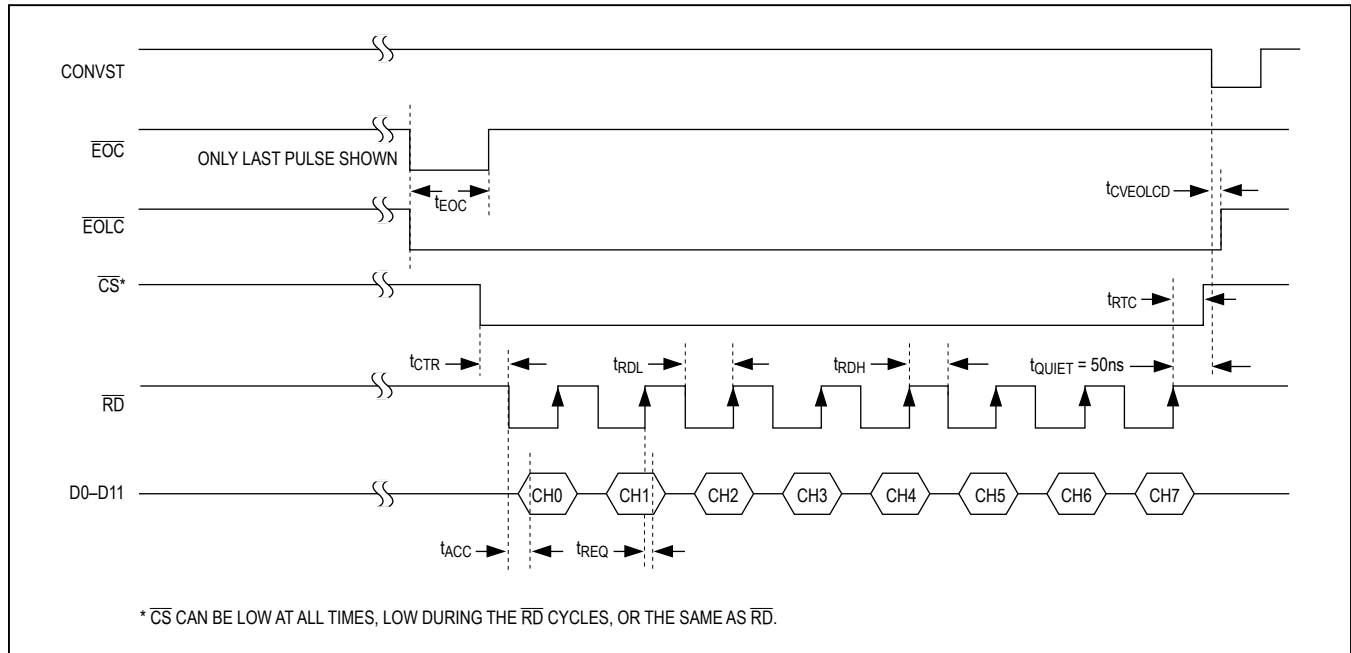 CONVST
EOC
ONLY LAST PULSE SHOWN
tEOC
tCVEOLCD
EOLC
CS*
tRTC
tCTR
tRDL
tRDH
tQUIET = 50ns
RD
D0–D11
CH0
CH1
CH2
CH3
CH4
CH5
CH6
CH7
tACC
tREQ
* CS CAN BE LOW AT ALL TIMES, LOW DURING THE RD CYCLES, OR THE SAME AS RD.